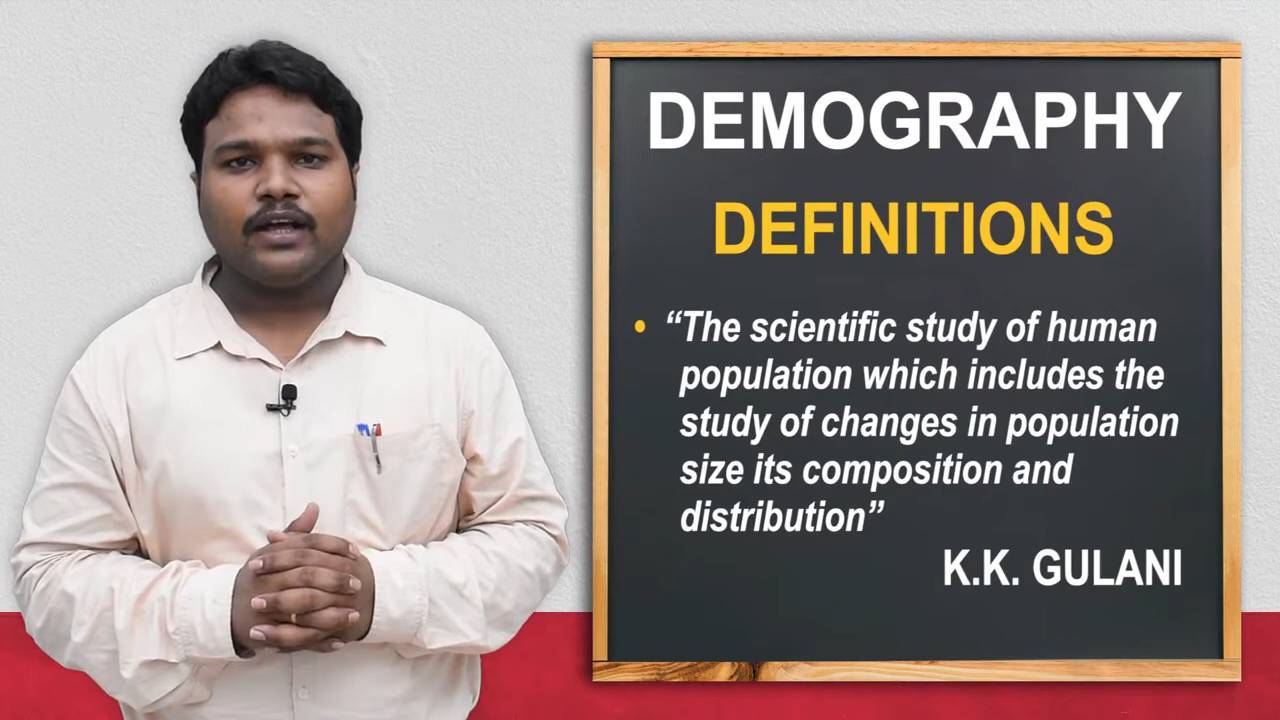 DEMOGRAPHY
DEFINITIONS
• “The scientific study of human
population which includes the
study of changes in population
size its composition and
distribution”
K.K. GULANI